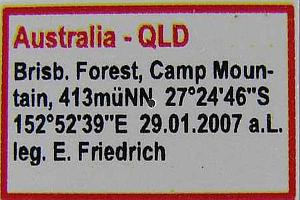 Australia - QLD
Brisb. Forest, Camp Moun-
tain, 413müNN  27°24'46"S
152°52'39"E  29.01.2007 a.L.
leg. E. Friedrich